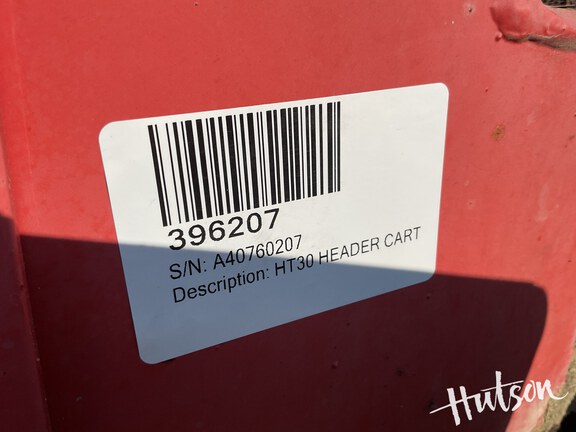 396207
S/N: A40760207
Description: HT30 HEADER CART
Hutson